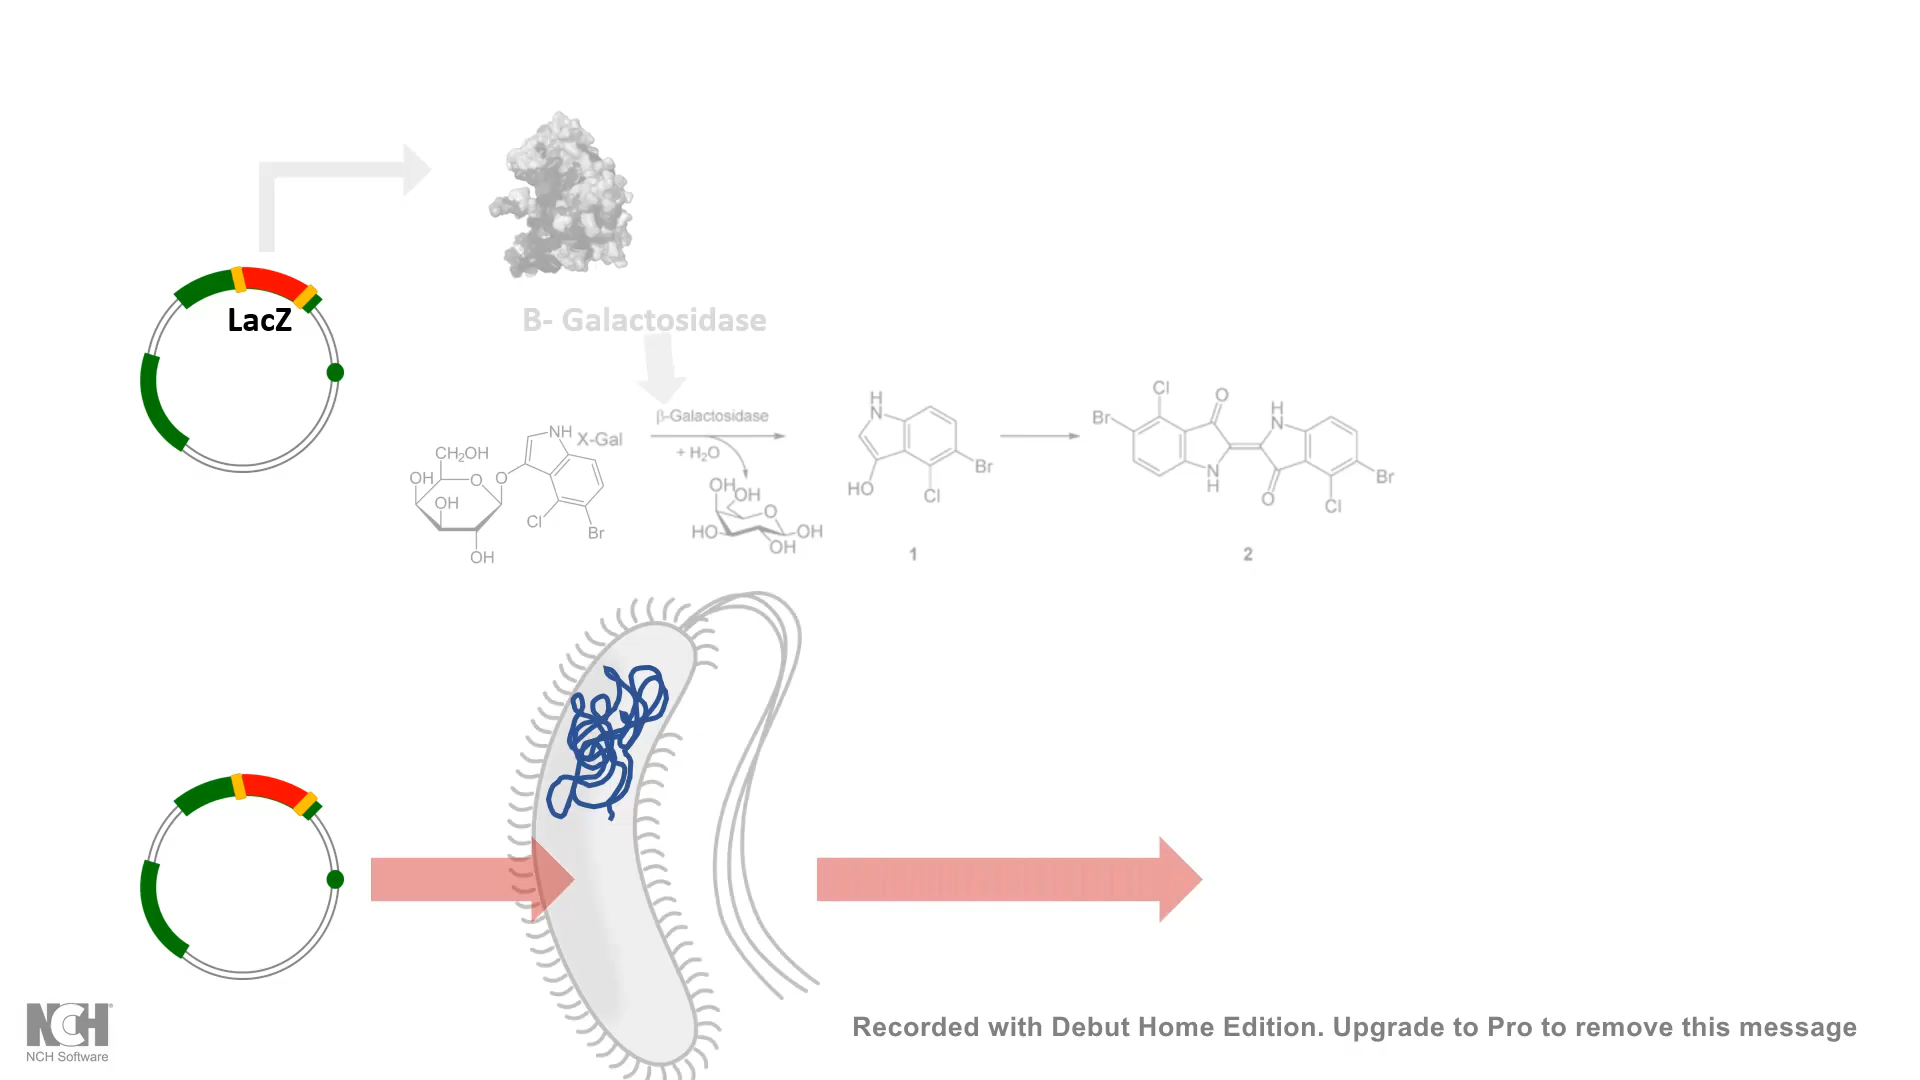 LacZ
B- Galactosidase
β-Galactosidase
+ H₂O
X-Gal
NH
CH₂OH
OH
O
O
OH
OH
Cl
Br
OH
OH
OH
O
HO
HO
OH
OH
H
N
HO
Cl
Br
1
Cl
Br
O
H
N
N
H
O
Br
Cl
2
NCH®
NCH Software
Recorded with Debut Home Edition. Upgrade to Pro to remove this message